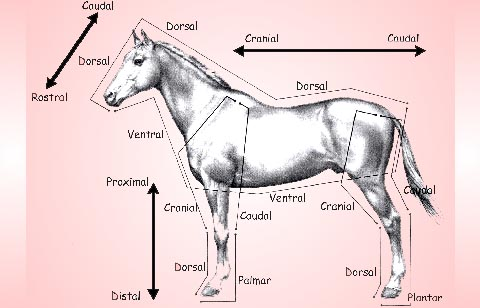 Caudal
Dorsal
Cranial
Caudal
Dorsal
Dorsal
Rostral
Ventral
Proximal
Caudal
Ventral
Cranial
Cranial
Caudal
Dorsal
Dorsal
Palmar
Distal
Plantar